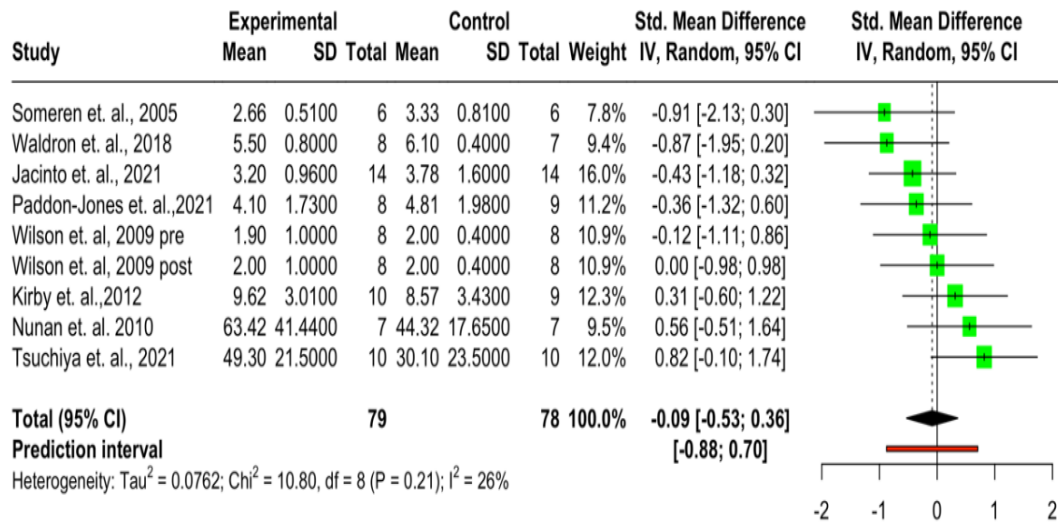 Experimental Control Std. Mean Difference Std. Mean Difference
Study Mean SD Total Mean SD Total Weight IV, Random, 95% CI IV, Random, 95% CI
Someren et. al., 2005 2.66 0.5100 6 3.33 0.8100 6 7.8% -0.91 [-2.13; 0.30]
Waldron et. al., 2018 5.50 0.8000 8 6.10 0.4000 7 9.4% -0.87 [-1.95; 0.20]
Jacinto et. al., 2021 3.20 0.9600 14 3.78 1.6000 14 16.0% -0.43 [-1.18; 0.32]
Paddon-Jones et. al.,2021 4.10 1.7300 8 4.81 1.9800 9 11.2% -0.36 [-1.32; 0.60]
Wilson et. al, 2009 pre 1.90 1.0000 8 2.00 0.4000 8 10.9% -0.12 [-1.11; 0.86]
Wilson et. al, 2009 post 2.00 1.0000 8 2.00 0.4000 8 10.9% 0.00 [-0.98; 0.98]
Kirby et. al.,2012 9.62 3.0100 10 8.57 3.4300 9 12.3% 0.31 [-0.60; 1.22]
Nunan et. al. 2010 63.42 41.4400 7 44.32 17.6500 7 9.5% 0.56 [-0.51; 1.64]
Tsuchiya et. al., 2021 49.30 21.5000 10 30.10 23.5000 10 12.0% 0.82 [-0.10; 1.74]
Total (95% CI) 79 78 100.0% -0.09 [-0.53; 0.36]
Prediction interval [-0.88; 0.70]
Heterogeneity: Tau² = 0.0762; Chi² = 10.80, df = 8 (P = 0.21); I² = 26%
-2 -1 0 1 2